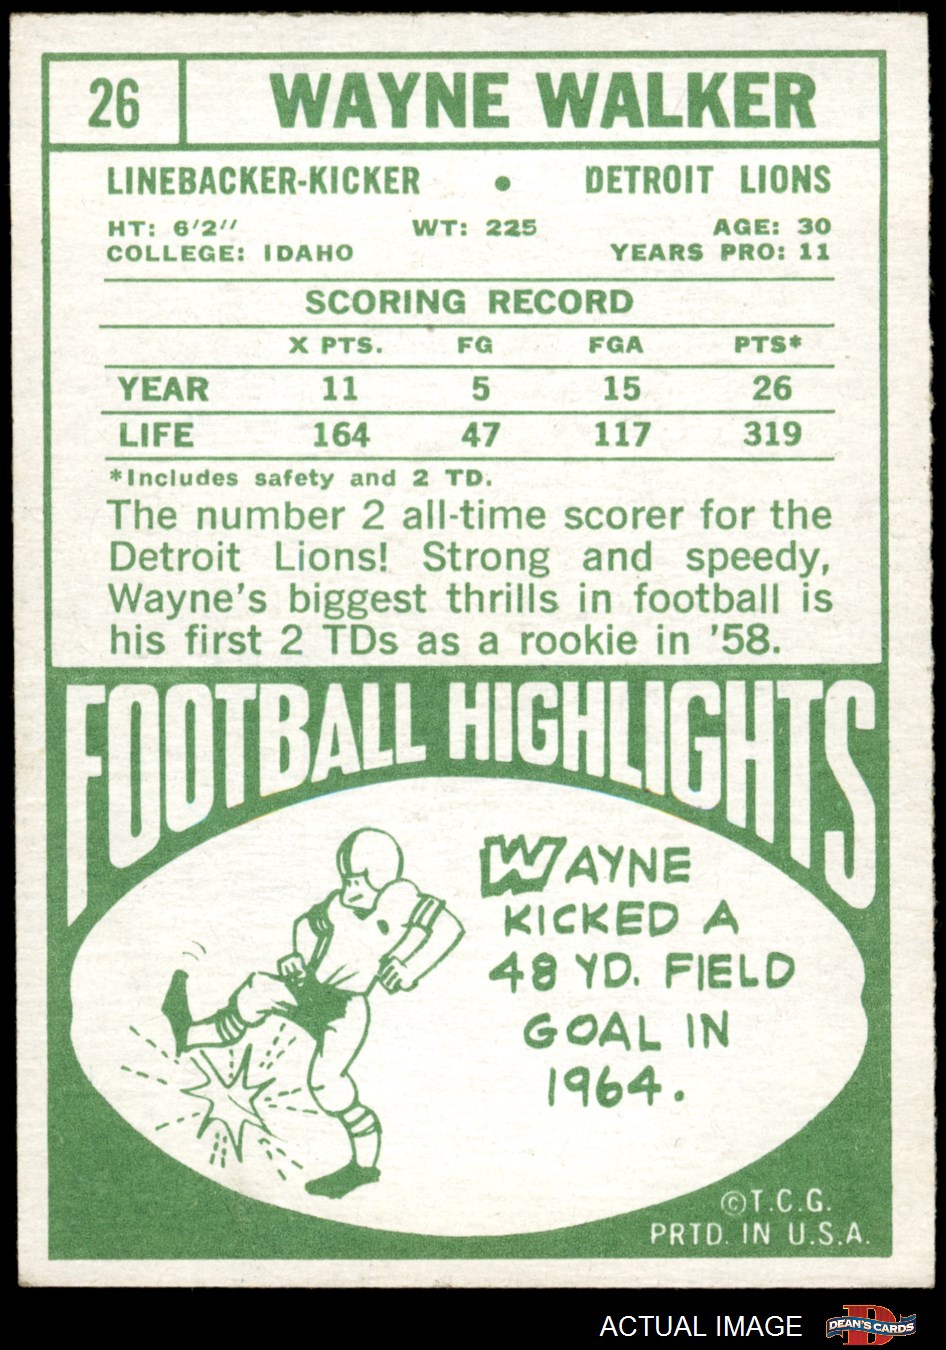 26 WAYNE WALKER
LINEBACKER-KICKER • DETROIT LIONS
HT: 6'2" WT: 225 AGE: 30
COLLEGE: IDAHO YEARS PRO: 11
SCORING RECORD
X PTS. FG FGA PTS*
YEAR 11 5 15 26
LIFE 164 47 117 319
*Includes safety and 2 TD.
The number 2 all-time scorer for the
Detroit Lions! Strong and speedy,
Wayne's biggest thrills in football is
his first 2 TDs as a rookie in '58.
FOOTBALL HIGHLIGHTS
WAYNE
KICKED A
48 YD. FIELD
GOAL IN
1964.
©T.C.G.
PRTD. IN U.S.A.
ACTUAL IMAGE D DEAN'S CARDS